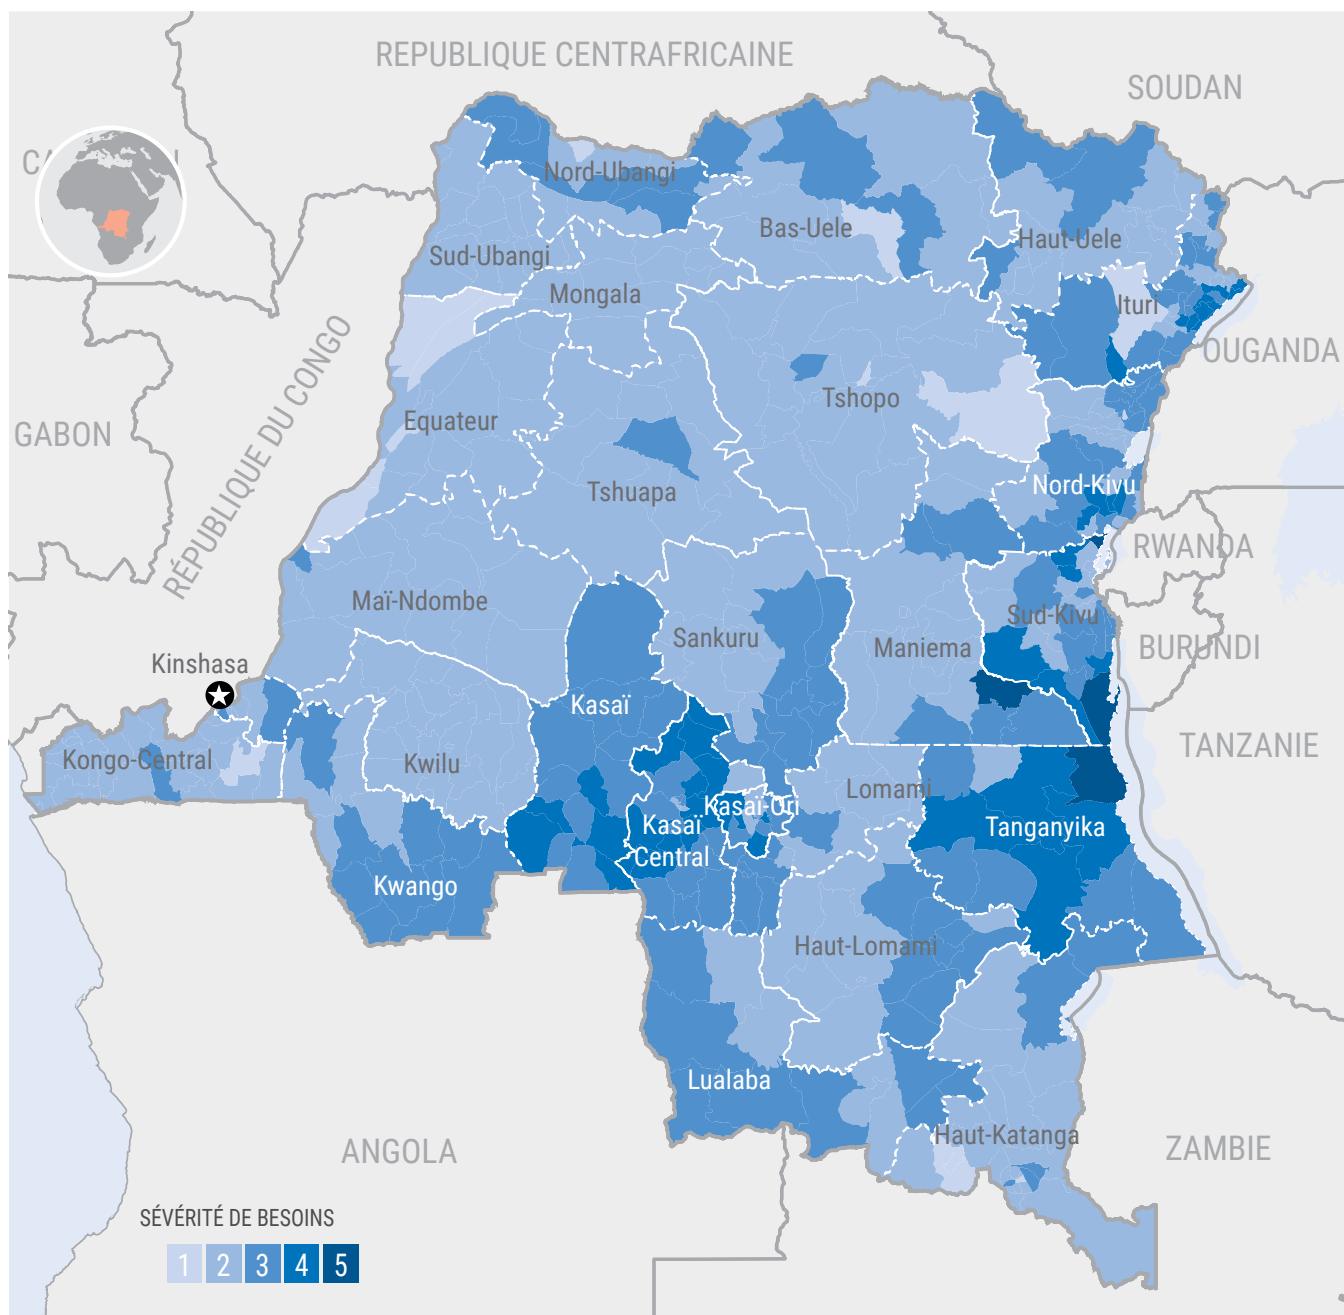 REPUBLIQUE CENTRAFRICAINE
SOUDAN
Nord-Ubangi
Bas-Uele
Haut-Uele
Sud-Ubangi
Mongala
Ituri
OUGANDA
RÉPUBLIQUE DU CONGO
GABON
Equateur
Tshopo
Tshuapa
Nord-Kivu
RWANDA
Maï-Ndombe
Sankuru
Maniema
Sud-Kivu
BURUNDI
Kinshasa
Kasaï
Kongo-Central
Kwilu
Lomami
TANZANIE
Kasaï-Ori
Kasaï
Central
Tanganyika
Kwango
Haut-Lomami
Lualaba
Haut-Katanga
ANGOLA
ZAMBIE
SÉVÉRITÉ DE BESOINS
1 2 3 4 5